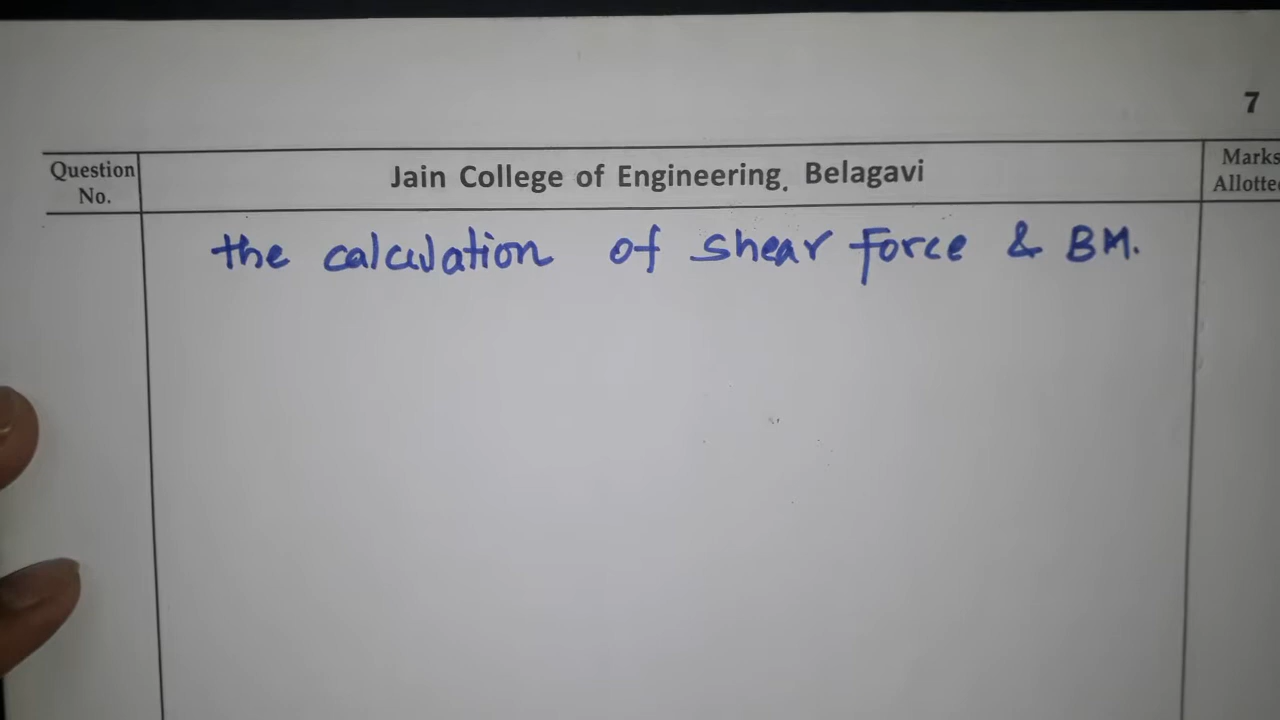 7
Question
No.
Jain College of Engineering, Belagavi
Marks
Allotte
the calculation of shear force & BM.